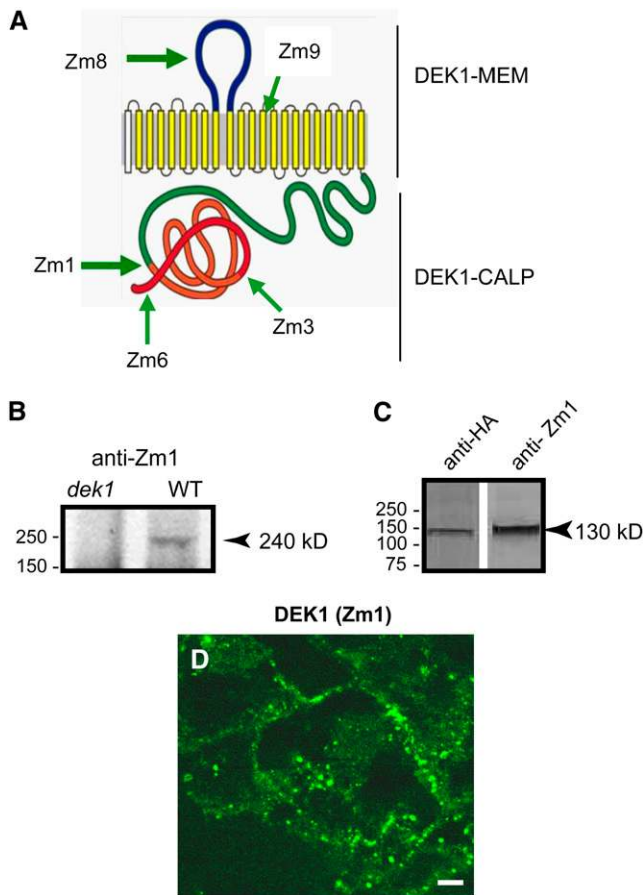 A
Zm8
Zm9
DEK1-MEM
Zm1
Zm3
Zm6
DEK1-CALP
B
anti-Zm1
dek1 WT
250 -
150 -
240 kD
C
anti-HA
anti- Zm1
250 -
150 -
100 -
75 -
130 kD
DEK1 (Zm1)
D